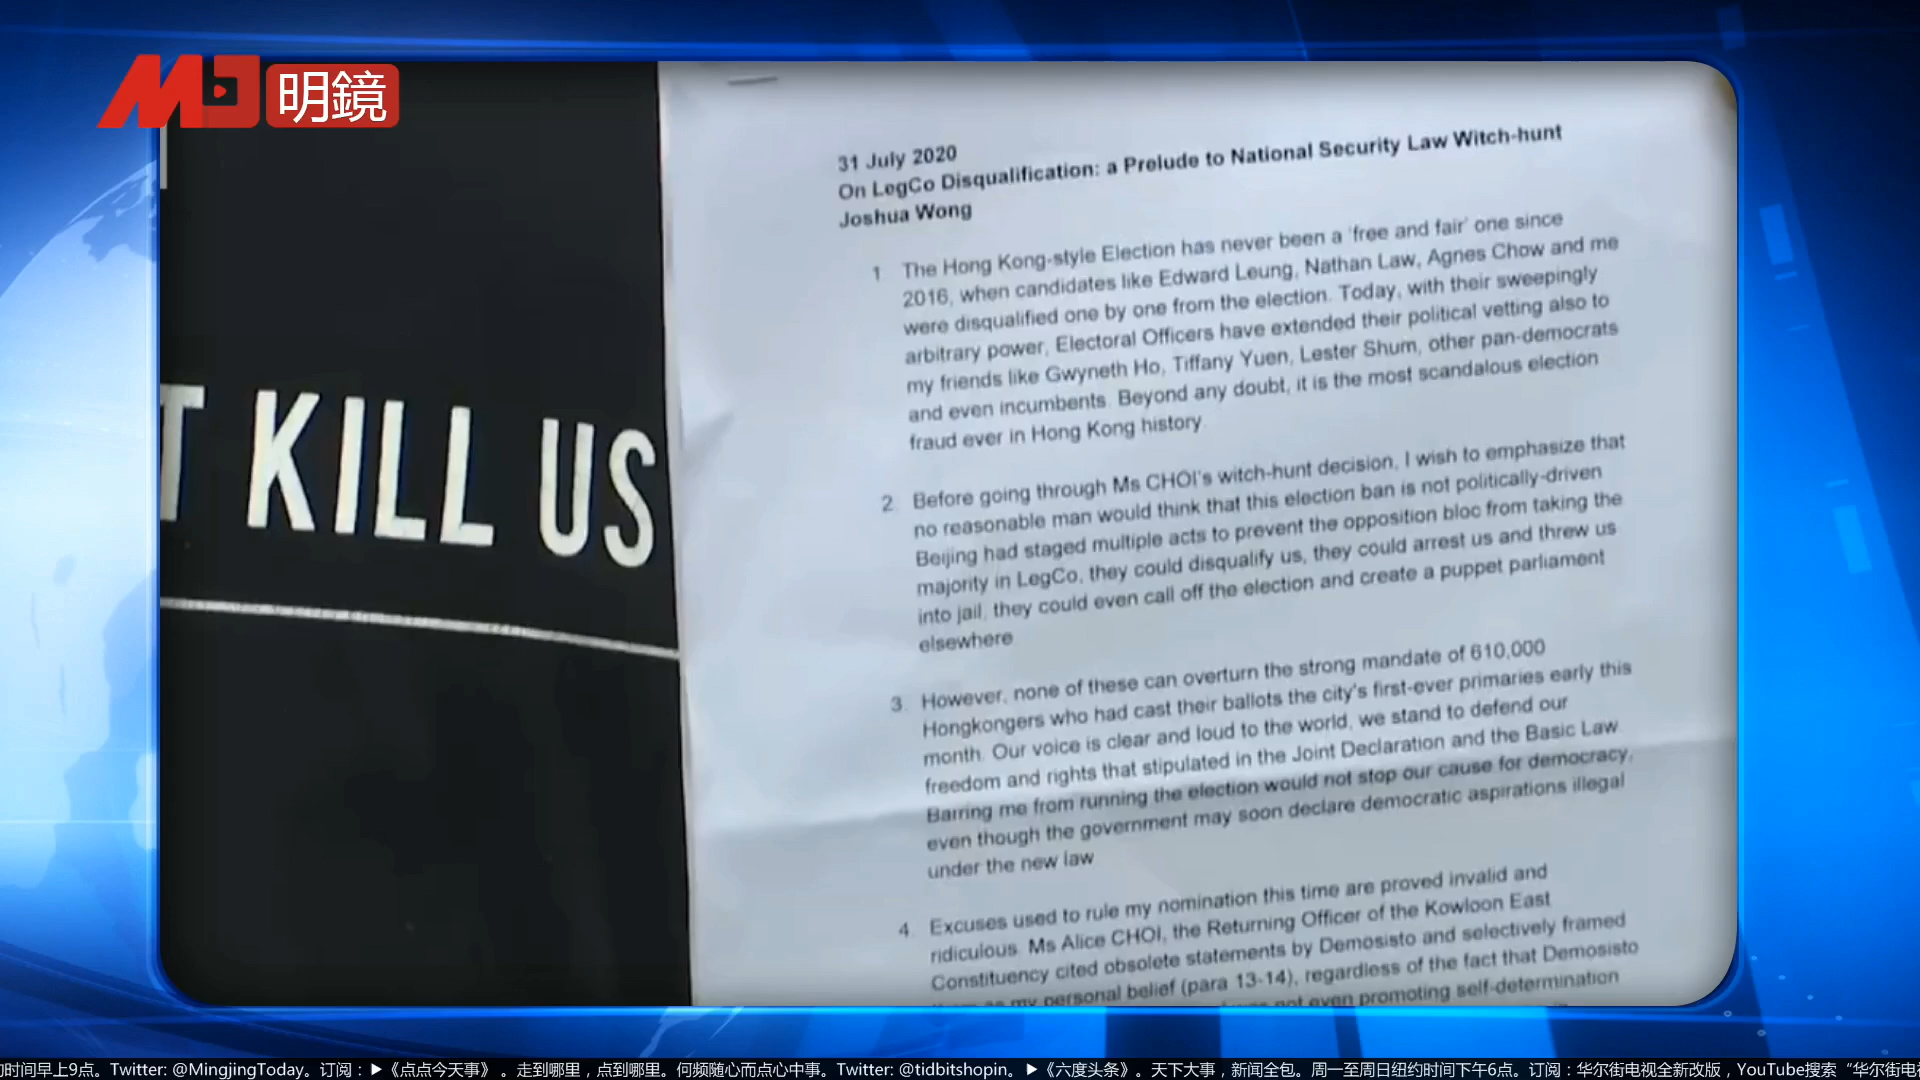 明鏡
T KILL US
31 July 2020
On LegCo Disqualification: a Prelude to National Security Law Witch-hunt
Joshua Wong
1 The Hong Kong-style Election has never been a 'free and fair' one since
2016, when candidates like Edward Leung, Nathan Law, Agnes Chow and me
were disqualified one by one from the election. Today, with their sweepingly
arbitrary power, Electoral Officers have extended their political vetting also to
my friends like Gwyneth Ho, Tiffany Yuen, Lester Shum, other pan-democrats
and even incumbents. Beyond any doubt, it is the most scandalous election
fraud ever in Hong Kong history.
2. Before going through Ms CHOI's witch-hunt decision, I wish to emphasize that
no reasonable man would think that this election ban is not politically-driven
Beijing had staged multiple acts to prevent the opposition bloc from taking the
majority in LegCo, they could disqualify us, they could arrest us and threw us
into jail, they could even call off the election and create a puppet parliament
elsewhere
3. However, none of these can overturn the strong mandate of 610,000
Hongkongers who had cast their ballots the city's first-ever primaries early this
month. Our voice is clear and loud to the world, we stand to defend our
freedom and rights that stipulated in the Joint Declaration and the Basic Law
Barring me from running the election would not stop our cause for democracy,
even though the government may soon declare democratic aspirations illegal
under the new law
4. Excuses used to rule my nomination this time are proved invalid and
ridiculous. Ms Alice CHOI, the Returning Officer of the Kowloon East
Constituency cited obsolete statements by Demosisto and selectively framed
my personal belief (para 13-14), regardless of the fact that Demosisto
not even promoting self-determination
时间早上9点。Twitter: @MingjingToday。订阅：▶《点点今天事》。走到哪里，点到哪里。何频随心而点心中事。Twitter: @tidbitshopin。▶《六度头条》。天下大事，新闻全包。周一至周日纽约时间下午6点。订阅：华尔街电视全新改版，YouTube搜索“华尔街电